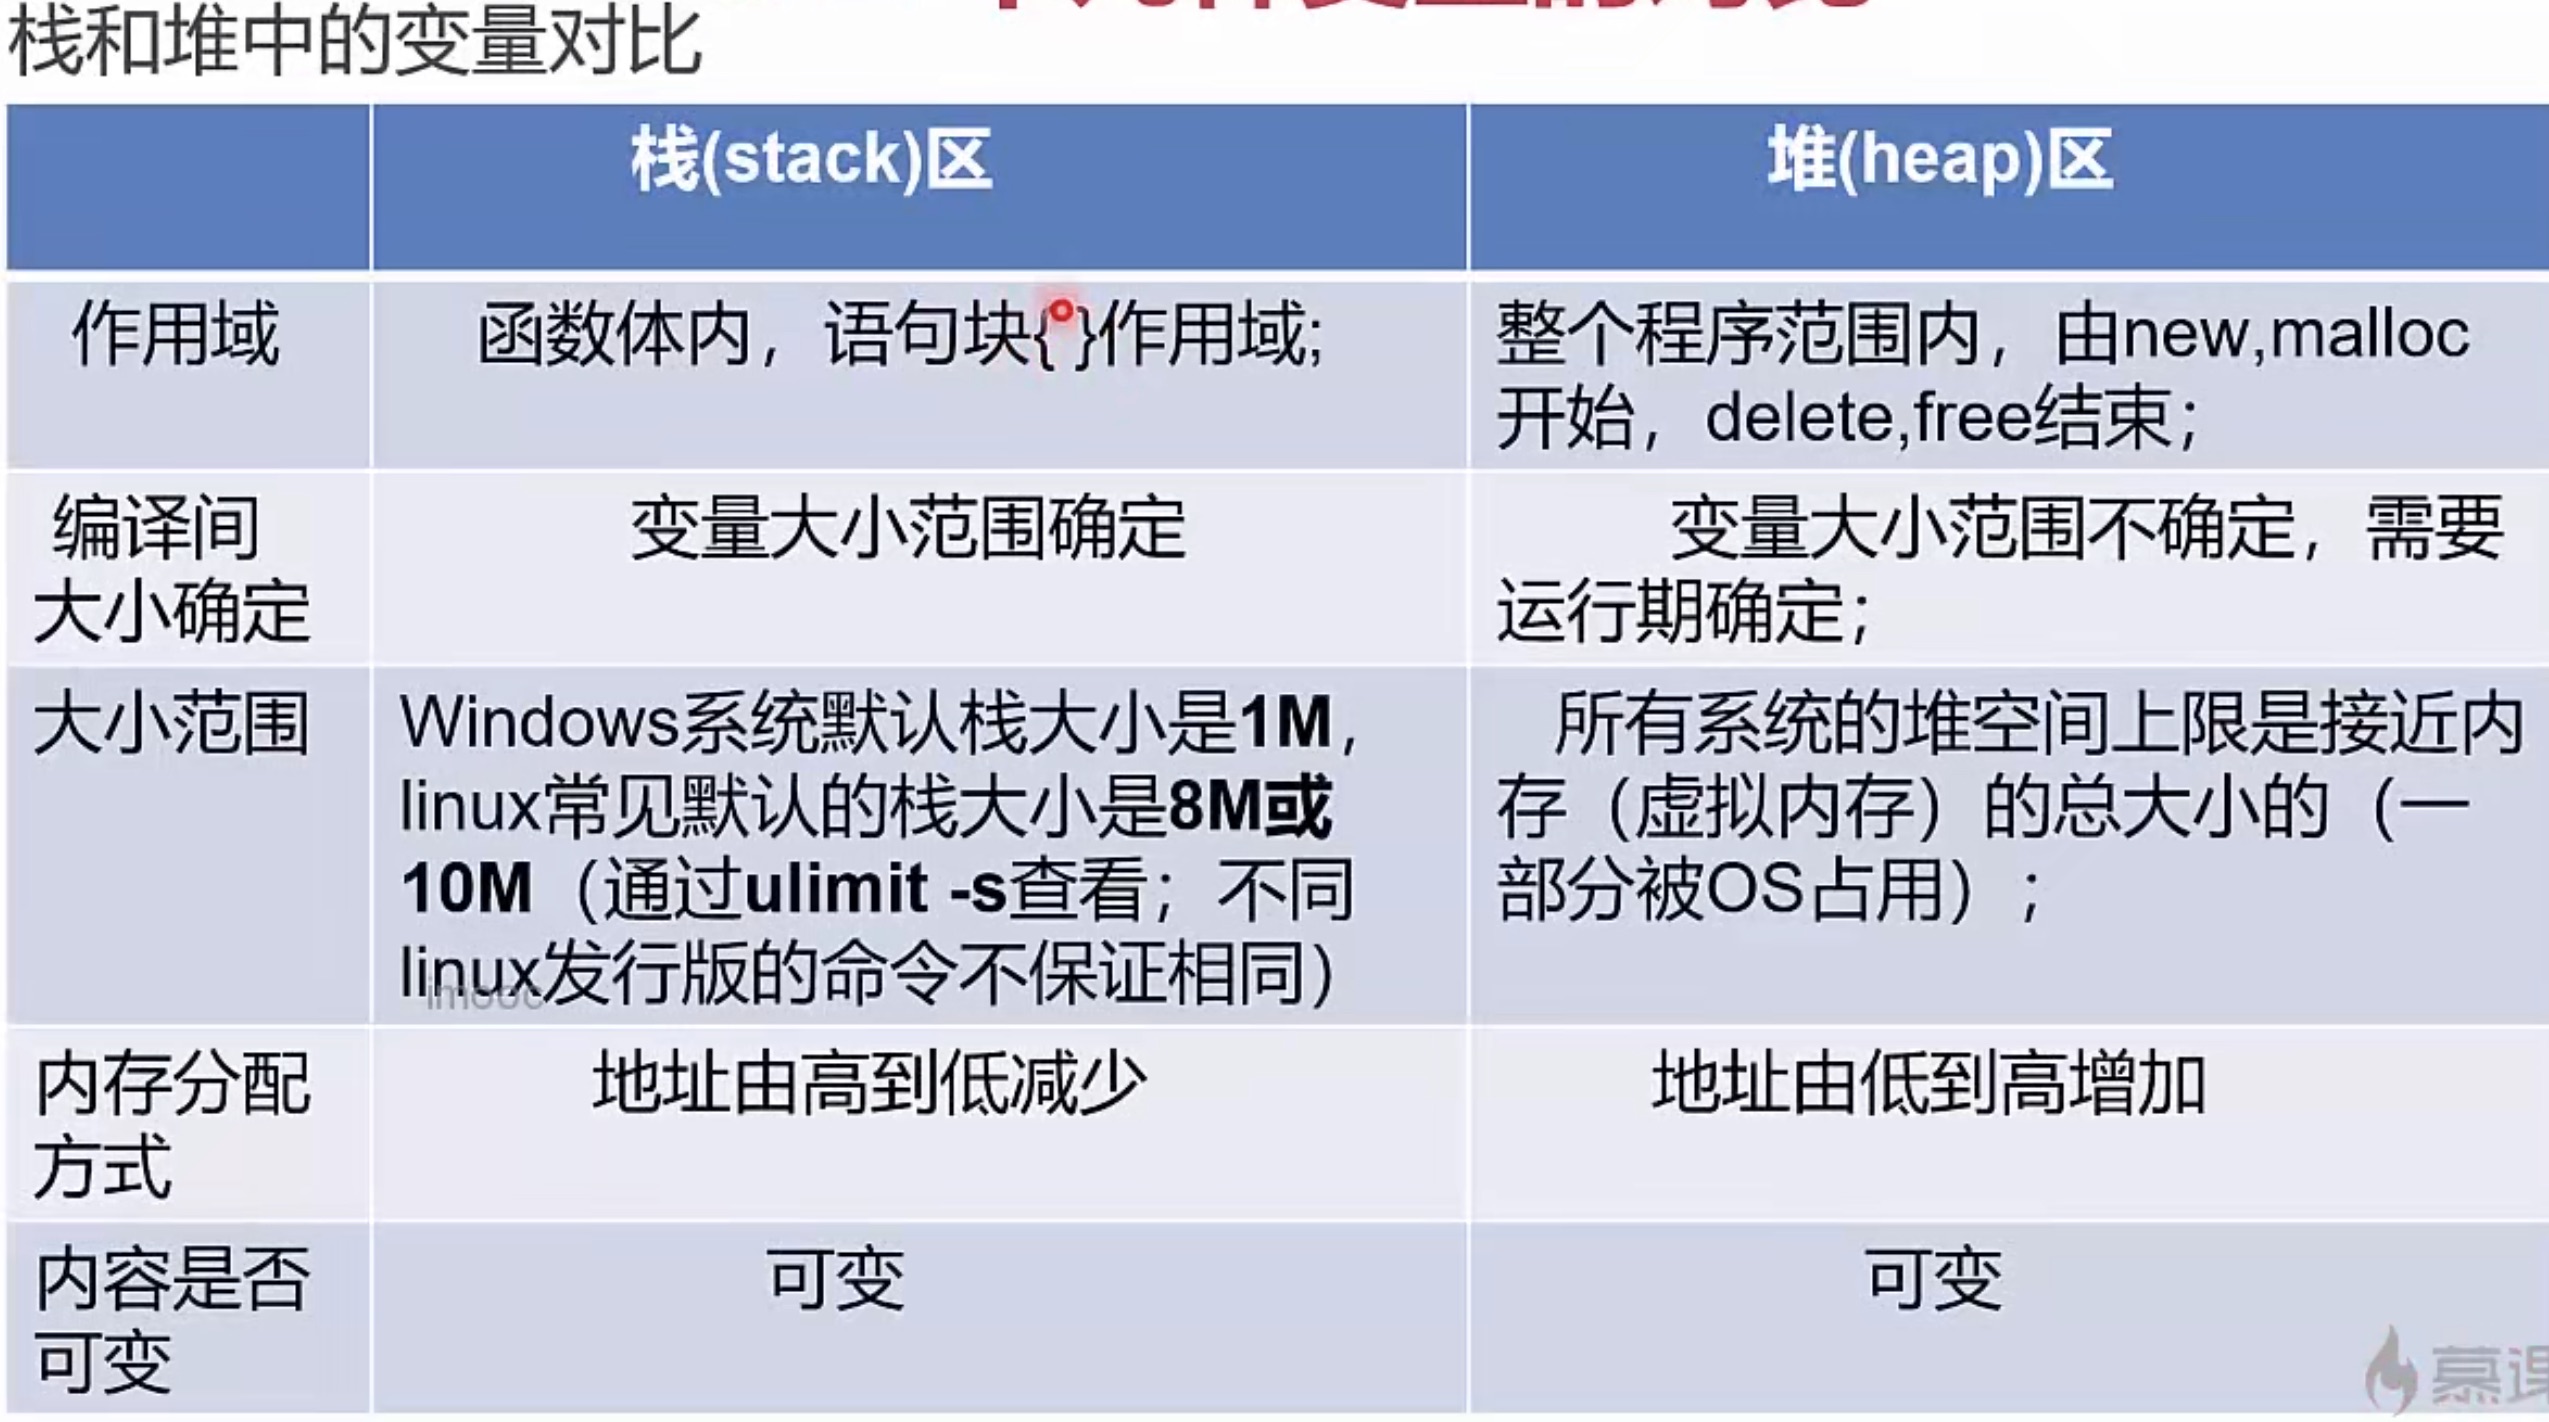 栈和堆中的变量对比
栈(stack)区
堆(heap)区
作用域
函数体内，语句块{ }作用域;
整个程序范围内，由new,malloc
开始，delete,free结束；
编译间
大小确定
变量大小范围确定
变量大小范围不确定，需要
运行期确定；
大小范围
Windows系统默认栈大小是1M，
linux常见默认的栈大小是8M或
10M（通过ulimit -s查看；不同
linux发行版的命令不保证相同）
imooc
所有系统的堆空间上限是接近内
存（虚拟内存）的总大小的（一
部分被OS占用）；
内存分配
方式
地址由高到低减少
地址由低到高增加
内容是否
可变
可变
可变
慕课